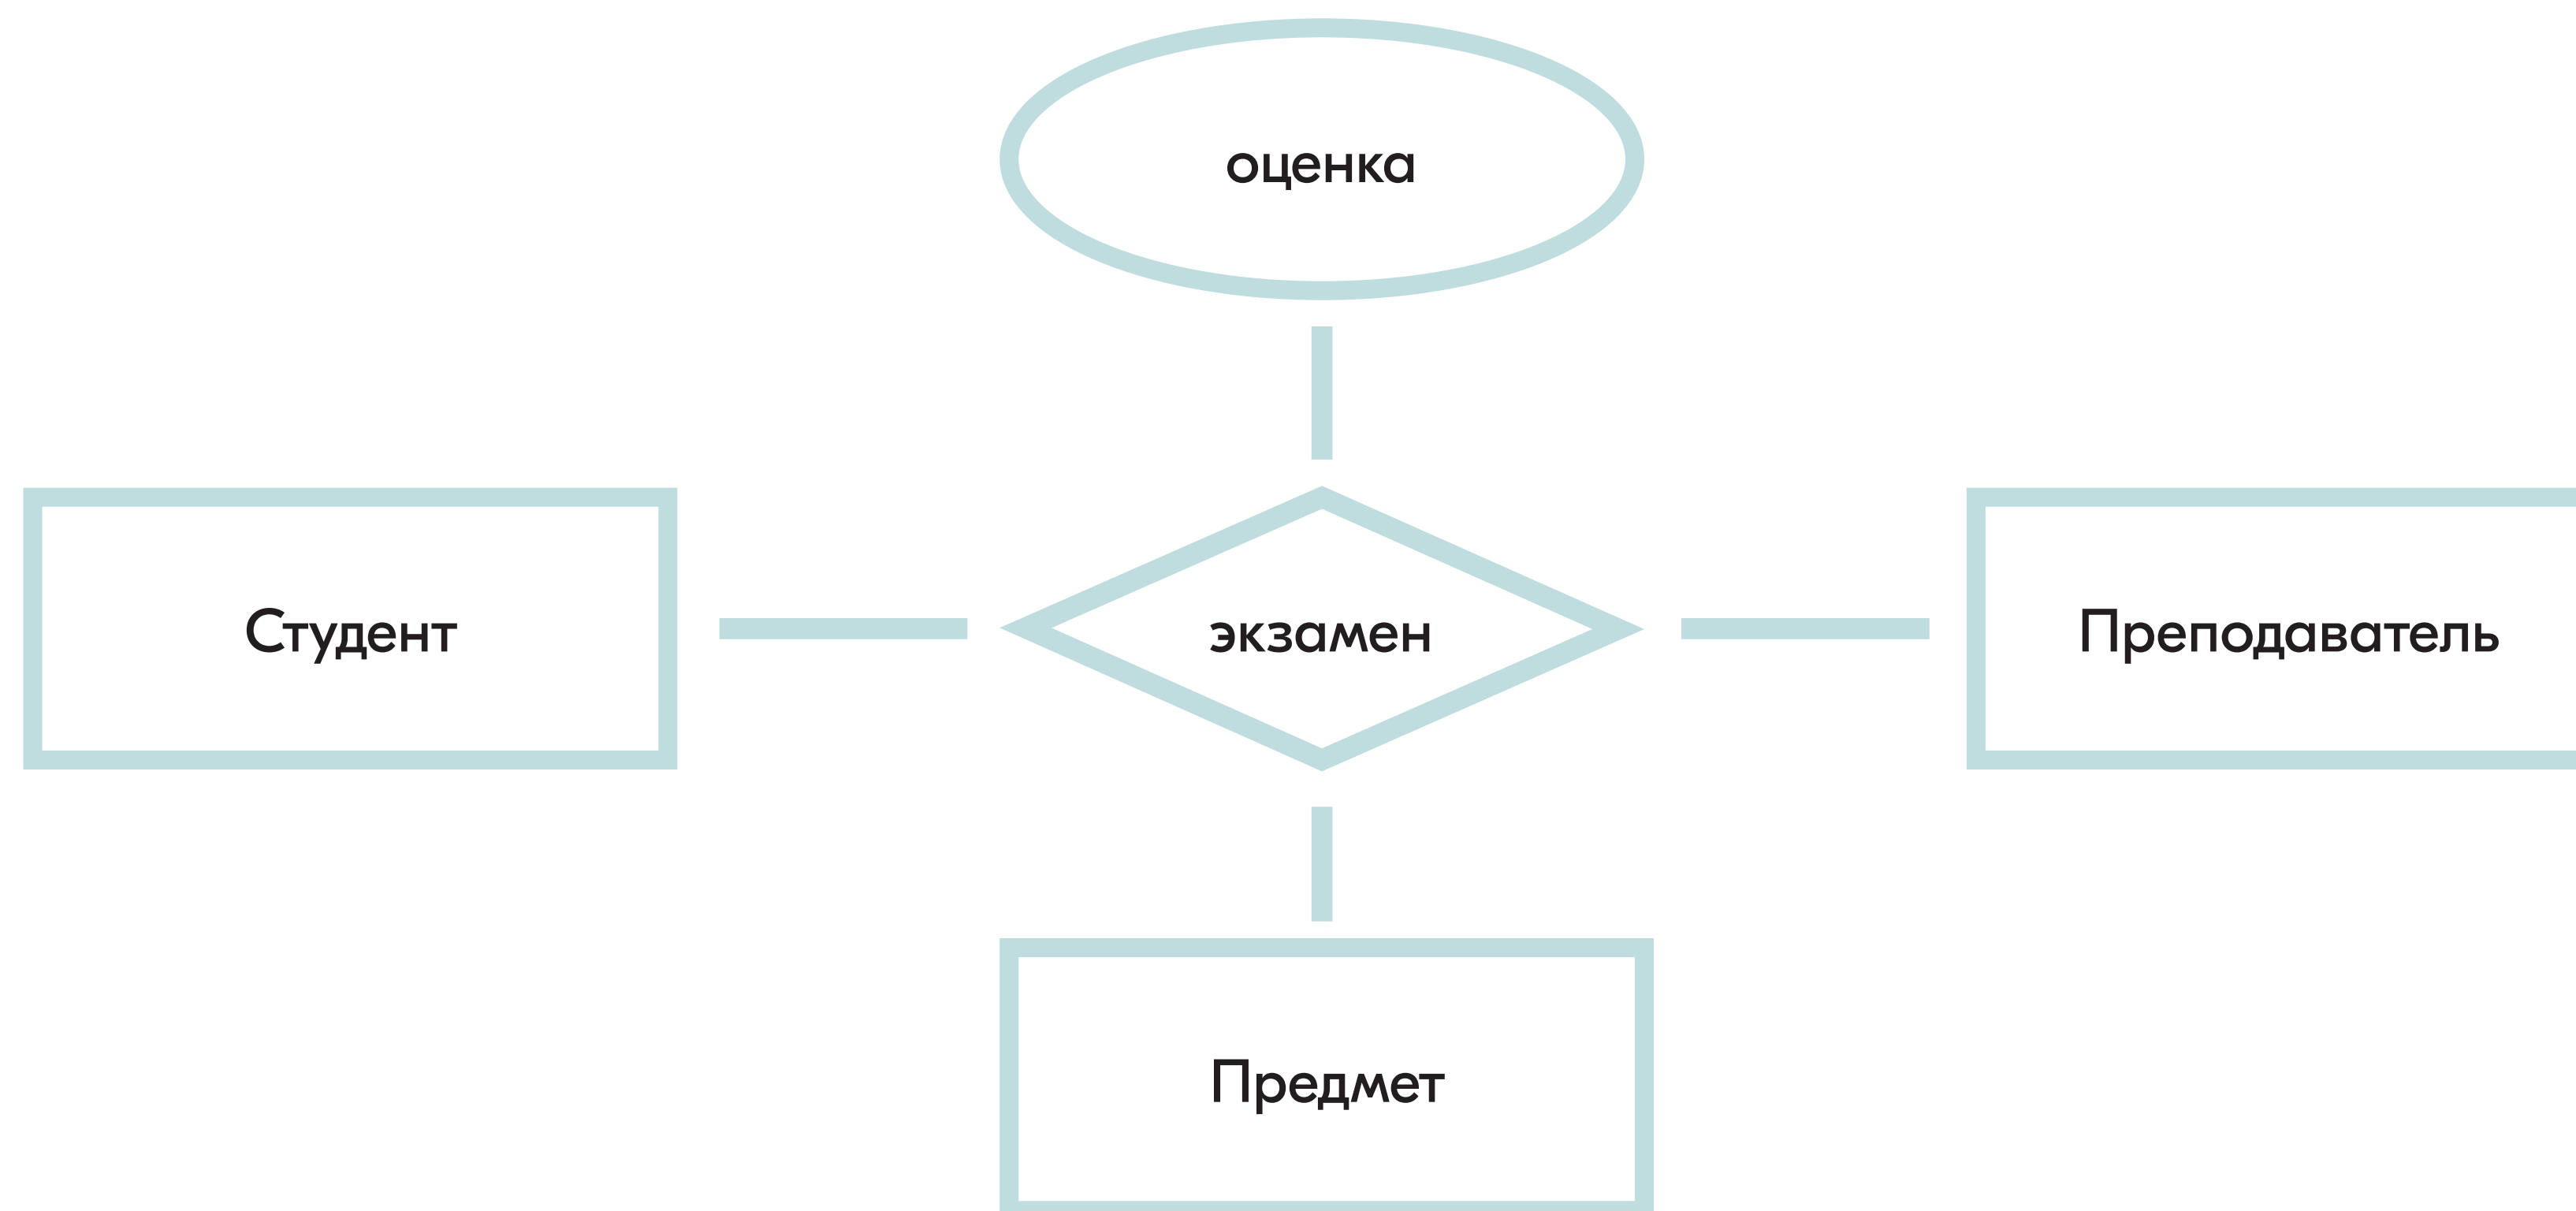 оценка
Студент
экзамен
Преподаватель
Предмет